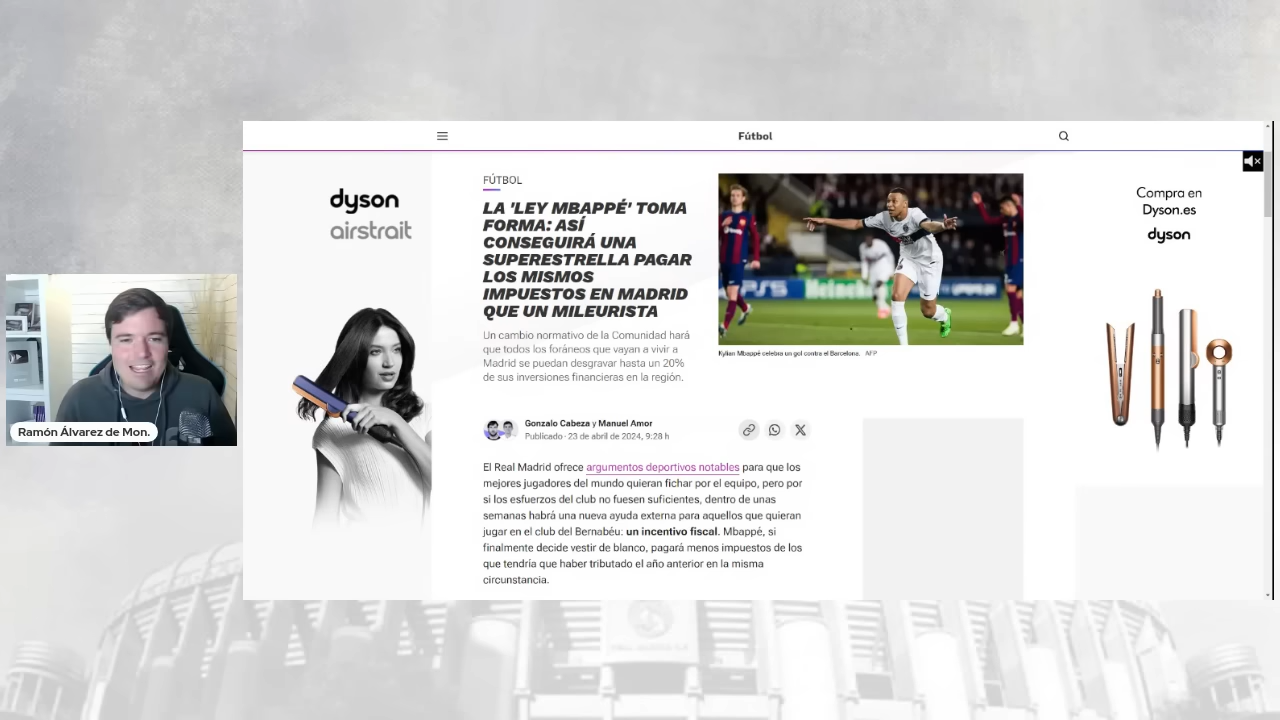 Fútbol
dyson
airstrait
FÚTBOL
LA 'LEY MBAPPÉ' TOMA
FORMA: ASÍ
CONSEGUIRÁ UNA
SUPERESTRELLA PAGAR
LOS MISMOS
IMPUESTOS EN MADRID
QUE UN MILEURISTA
Un cambio normativo de la Comunidad hará
que todos los foráneos que vayan a vivir a
Madrid se puedan desgravar hasta un 20%
de sus inversiones financieras en la región.
PS5
Heineken
Kylian Mbappé celebra un gol contra el Barcelona. AFP
Compra en
Dyson.es
dyson
Gonzalo Cabeza y Manuel Amor
Publicado · 23 de abril de 2024, 9:28 h
El Real Madrid ofrece argumentos deportivos notables para que los
mejores jugadores del mundo quieran fichar por el equipo, pero por
si los esfuerzos del club no fuesen suficientes, dentro de unas
semanas habrá una nueva ayuda externa para aquellos que quieran
jugar en el club del Bernabéu: un incentivo fiscal. Mbappé, si
finalmente decide vestir de blanco, pagará menos impuestos de los
que tendría que haber tributado el año anterior en la misma
circunstancia.
Ramón Álvarez de Mon.